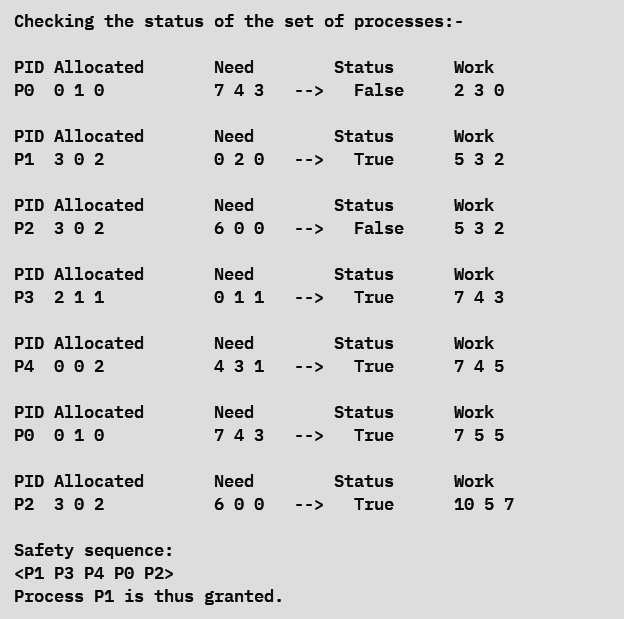 Checking the status of the set of processes:-
PID Allocated Need Status Work
P0 0 1 0 7 4 3 --> False 2 3 0
PID Allocated Need Status Work
P1 3 0 2 0 2 0 --> True 5 3 2
PID Allocated Need Status Work
P2 3 0 2 6 0 0 --> False 5 3 2
PID Allocated Need Status Work
P3 2 1 1 0 1 1 --> True 7 4 3
PID Allocated Need Status Work
P4 0 0 2 4 3 1 --> True 7 4 5
PID Allocated Need Status Work
P0 0 1 0 7 4 3 --> True 7 5 5
PID Allocated Need Status Work
P2 3 0 2 6 0 0 --> True 10 5 7
Safety sequence:
<P1 P3 P4 P0 P2>
Process P1 is thus granted.